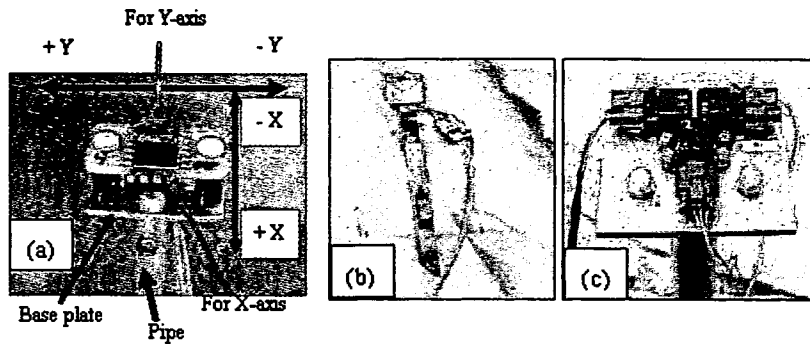 For Y-axis
+Y
- Y
- X
+X
(a)
(b)
(c)
For X-axis
Base plate
Pipe